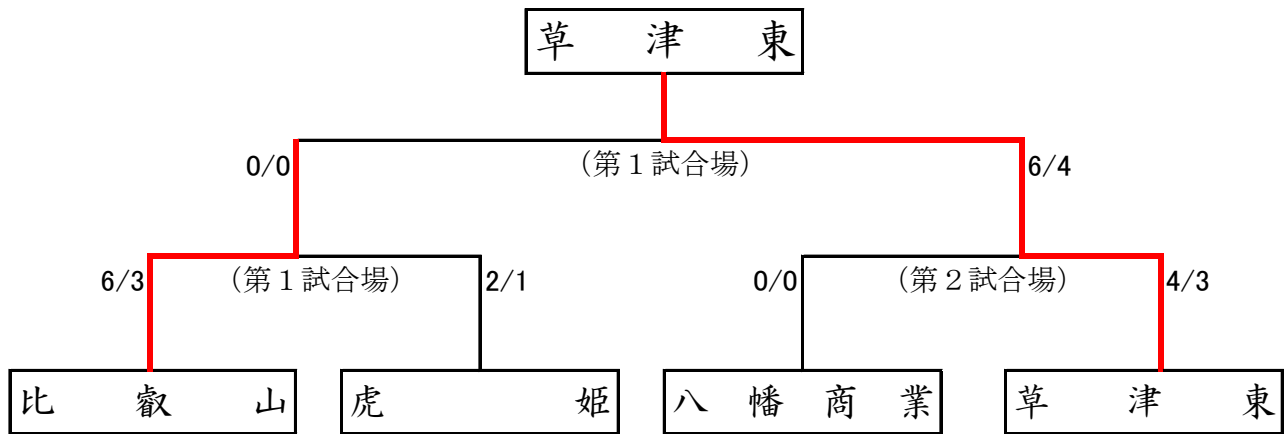 草津東
0/0 (第1試合場) 6/4
6/3 (第1試合場) 2/1 0/0 (第2試合場) 4/3
比叡山 虎姫 八幡商業 草津東